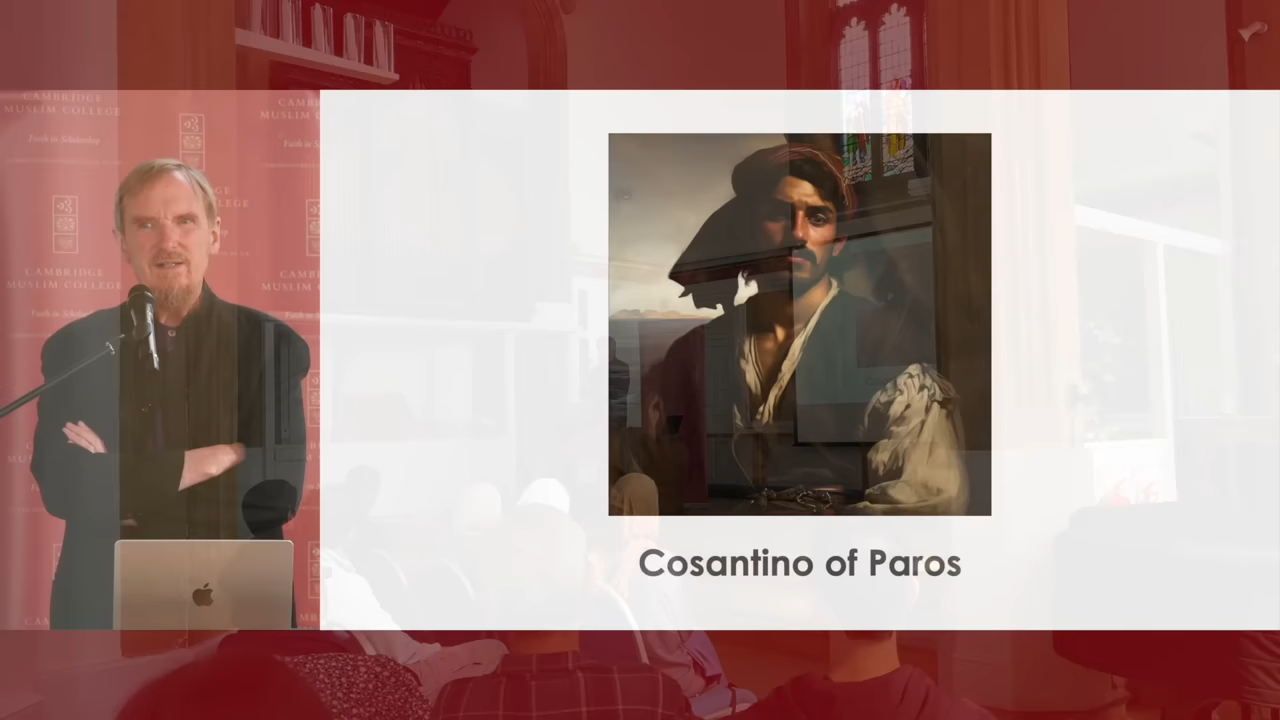 CAMBRIDGE
MUSLIM COLLEGE
Faith in Scholarship
CAMBRIDGE
MUSLIM COLLEGE
Faith in Scholarship
Cosantino of Paros